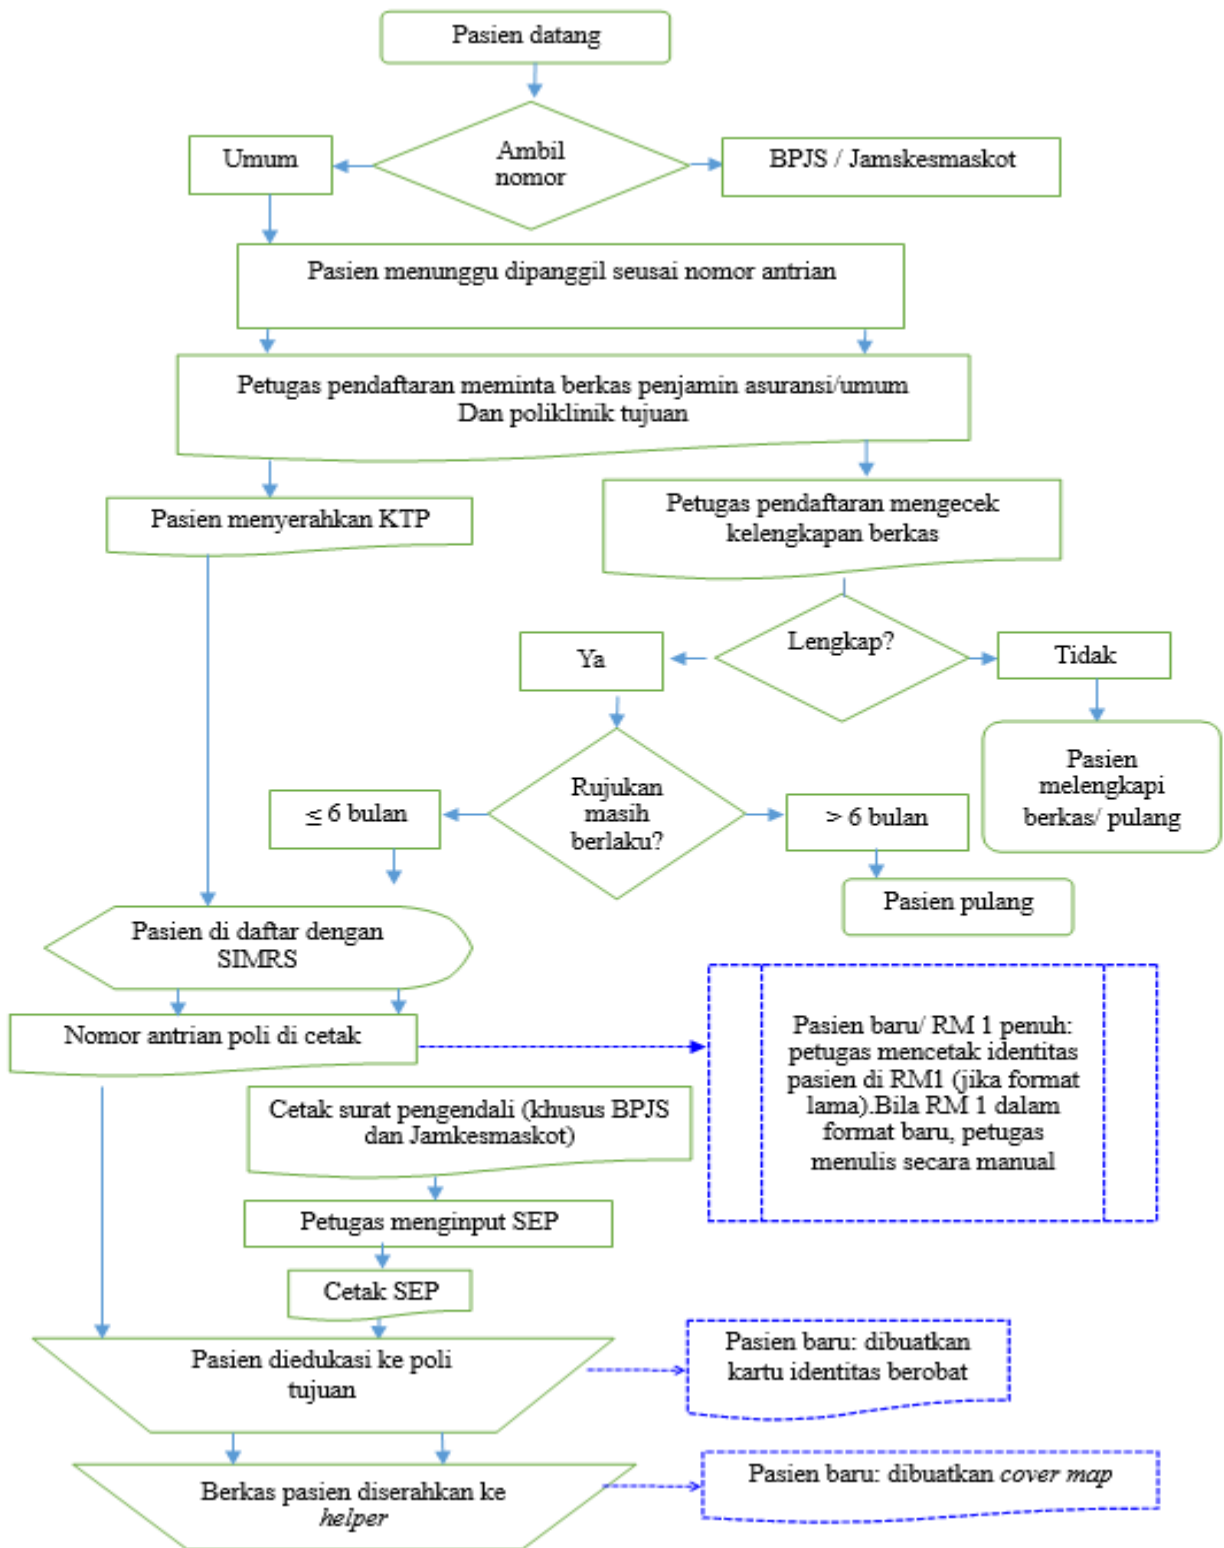 Pasien datang
Ambil
nomor
Umum
BPJS / Jamskesmaskot
Pasien menunggu dipanggil seusai nomor antrian
Petugas pendaftaran meminta berkas penjamin asuransi/umum
Dan poliklinik tujuan
Pasien menyerahkan KTP
Petugas pendaftaran mengecek
kelengkapan berkas
Lengkap?
Ya
Tidak
Pasien
melengkapi
berkas/ pulang
Rujukan
masih
berlaku?
≤ 6 bulan
> 6 bulan
Pasien pulang
Pasien di daftar dengan
SIMRS
Nomor antrian poli di cetak
Pasien baru/ RM 1 penuh:
petugas mencetak identitas
pasien di RM1 (jika format
lama).Bila RM 1 dalam
format baru, petugas
menulis secara manual
Cetak surat pengendali (khusus BPJS
dan Jamkesmaskot)
Petugas menginput SEP
Cetak SEP
Pasien diedukasi ke poli
tujuan
Pasien baru: dibuatkan
kartu identitas berobat
Berkas pasien diserahkan ke
helper
Pasien baru: dibuatkan cover map